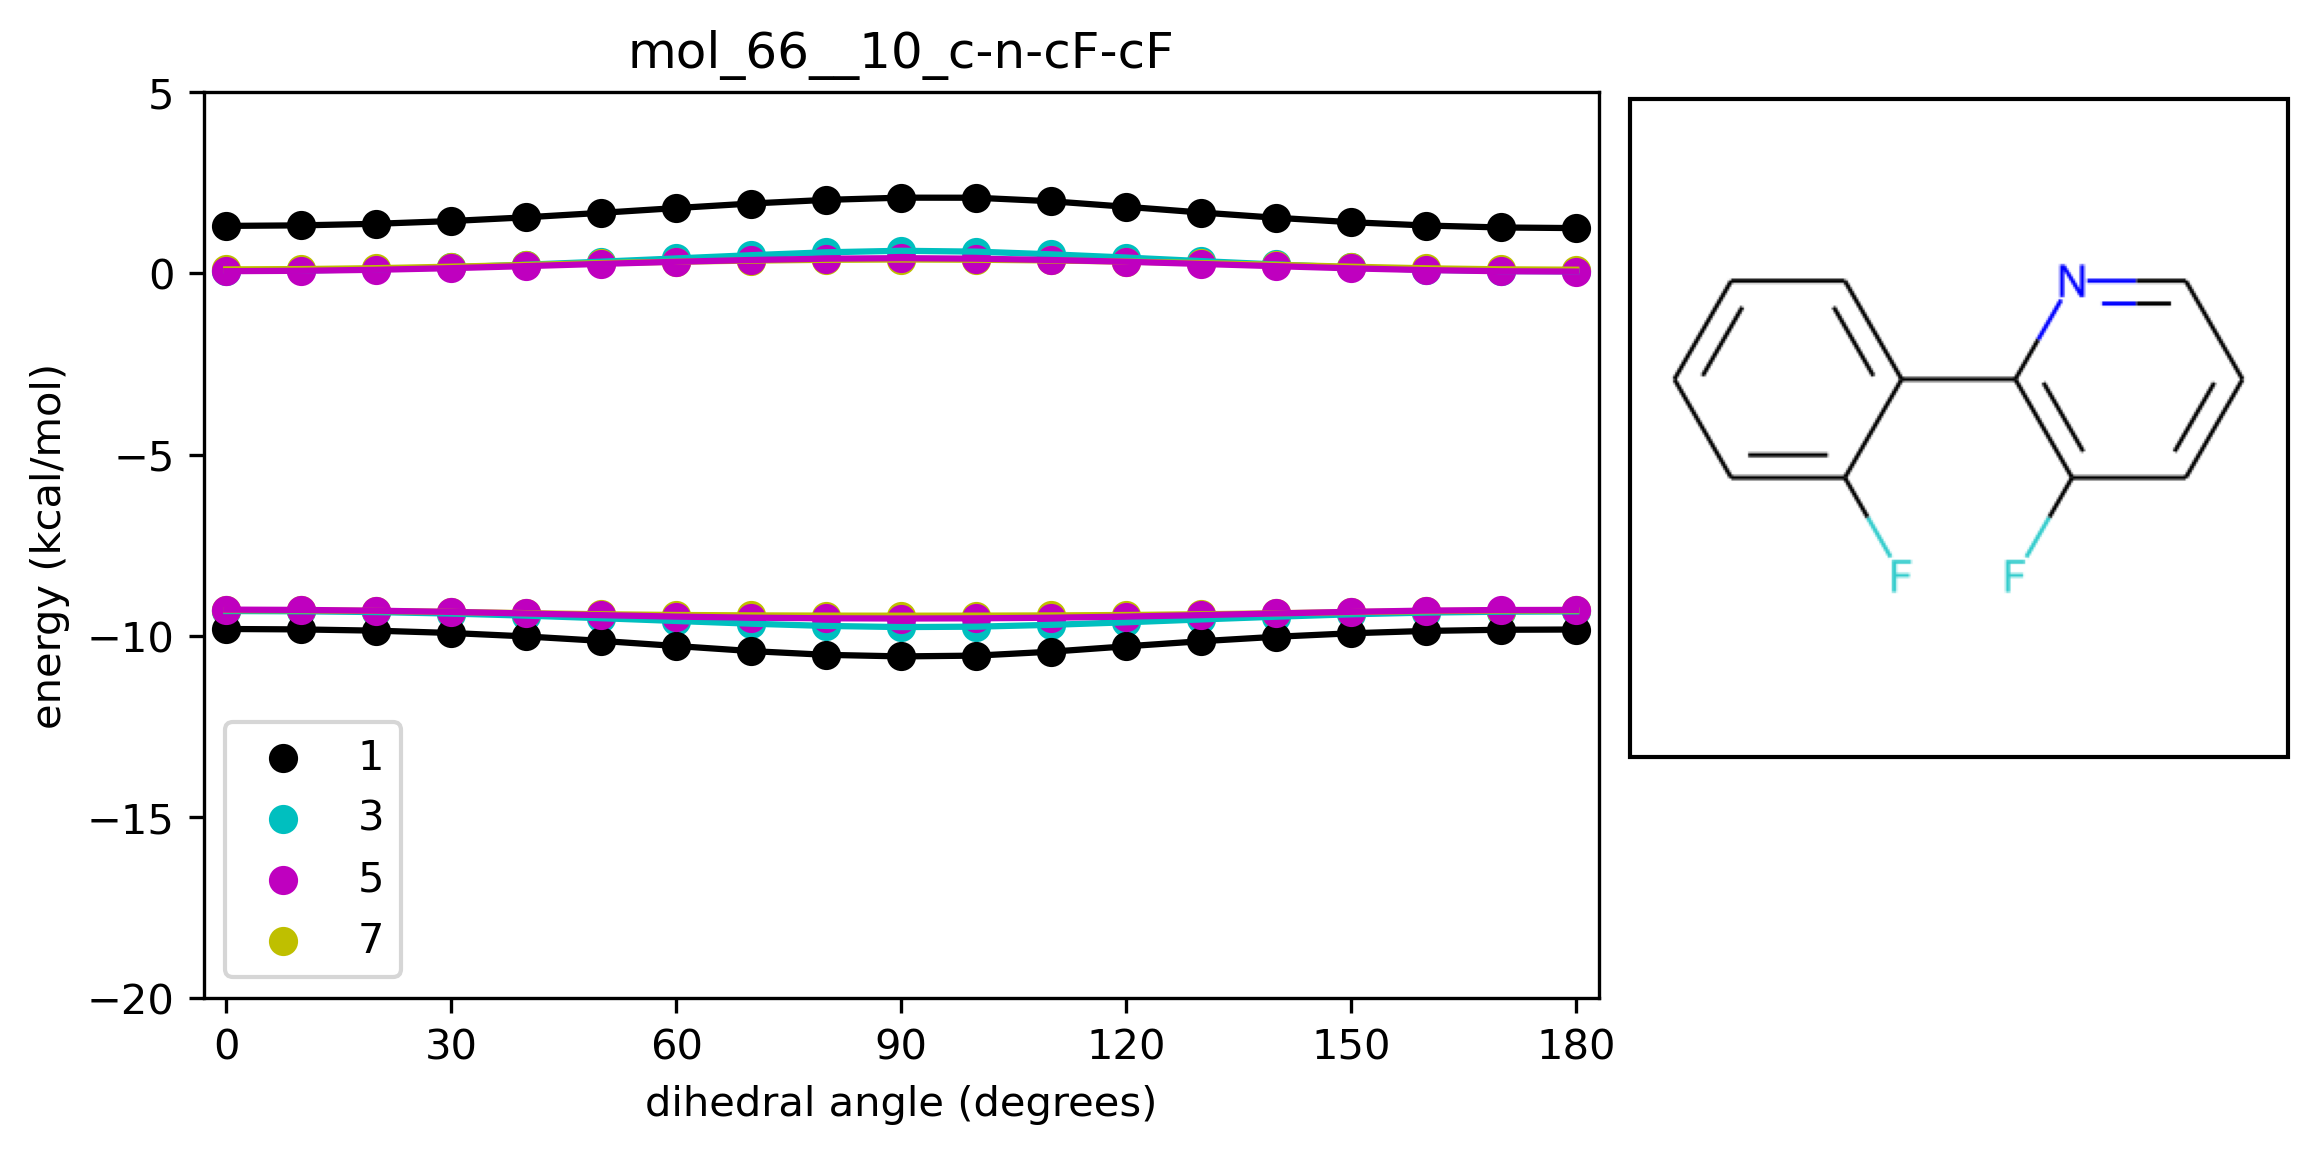 mol_66__10_c-n-cF-cF
energy (kcal/mol)
5
0
−5
−10
−15
−20
1
3
5
7
0 30 60 90 120 150 180
dihedral angle (degrees)
N
F F